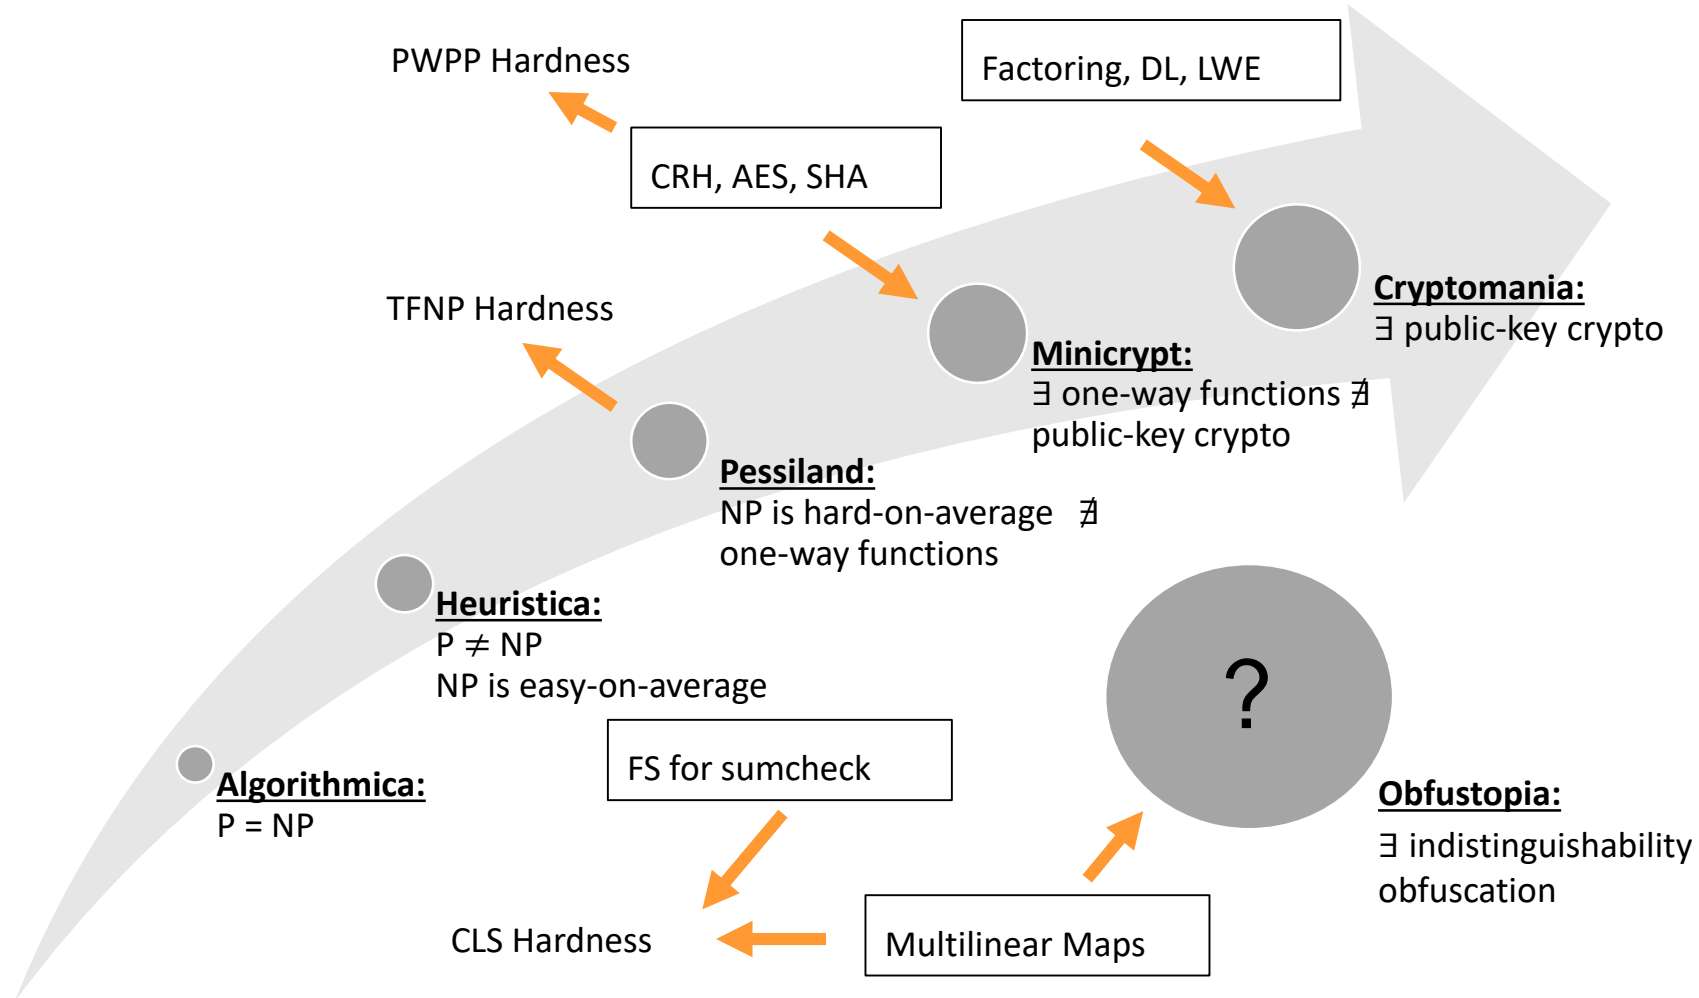 PWPP Hardness
Factoring, DL, LWE
CRH, AES, SHA
TFNP Hardness
Cryptomania:
∃ public-key crypto
Minicrypt:
∃ one-way functions ∄
public-key crypto
Pessiland:
NP is hard-on-average ∄
one-way functions
Heuristica:
P ≠ NP
NP is easy-on-average
?
Algorithmica:
P = NP
FS for sumcheck
Obfustopia:
∃ indistinguishability
obfuscation
CLS Hardness
Multilinear Maps